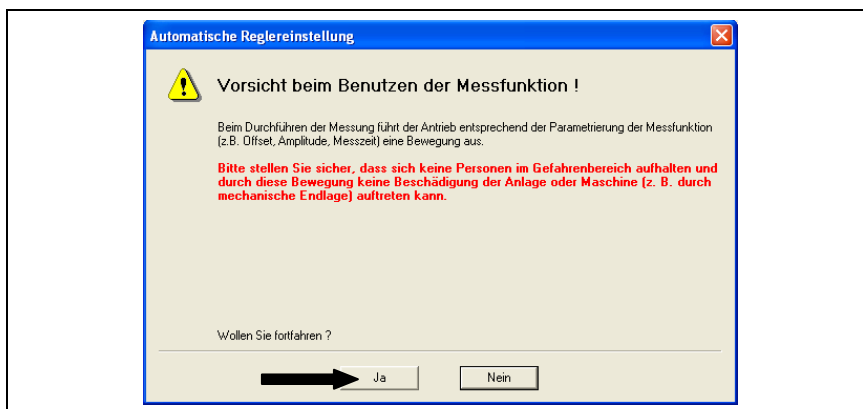 Automatische Reglereinstellung
Vorsicht beim Benutzen der Messfunktion !
Beim Durchführen der Messung führt der Antrieb entsprechend der Parametrierung der Messfunktion
(z.B. Offset, Amplitude, Messzeit) eine Bewegung aus.
Bitte stellen Sie sicher, dass sich keine Personen im Gefahrenbereich aufhalten und
durch diese Bewegung keine Beschädigung der Anlage oder Maschine (z. B. durch
mechanische Endlage) auftreten kann.
Wollen Sie fortfahren ?
Ja
Nein